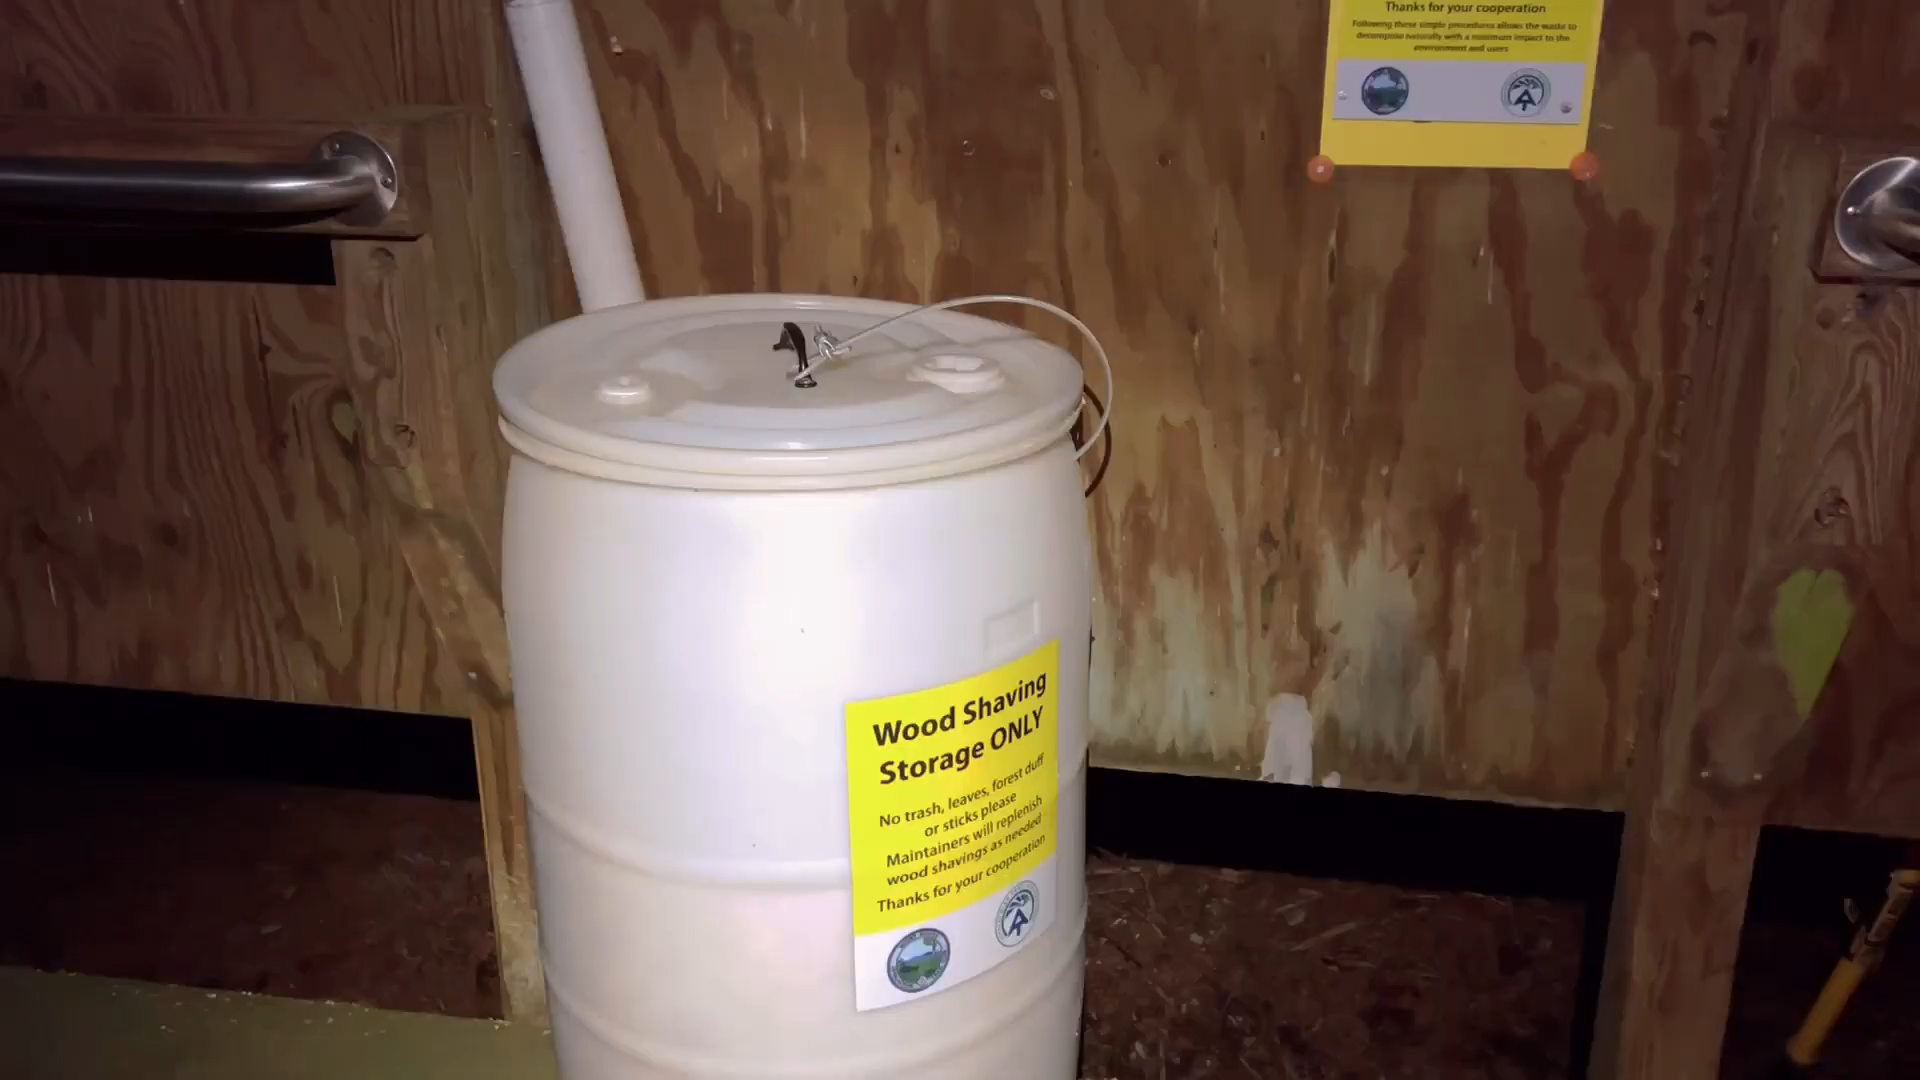 Thanks for your cooperation
Following these simple procedures allows the waste to
decompose naturally with a minimum impact to the
environment and users
Wood Shaving
Storage ONLY
No trash, leaves, forest duff
or sticks please
Maintainers will replenish
wood shavings as needed
Thanks for your cooperation